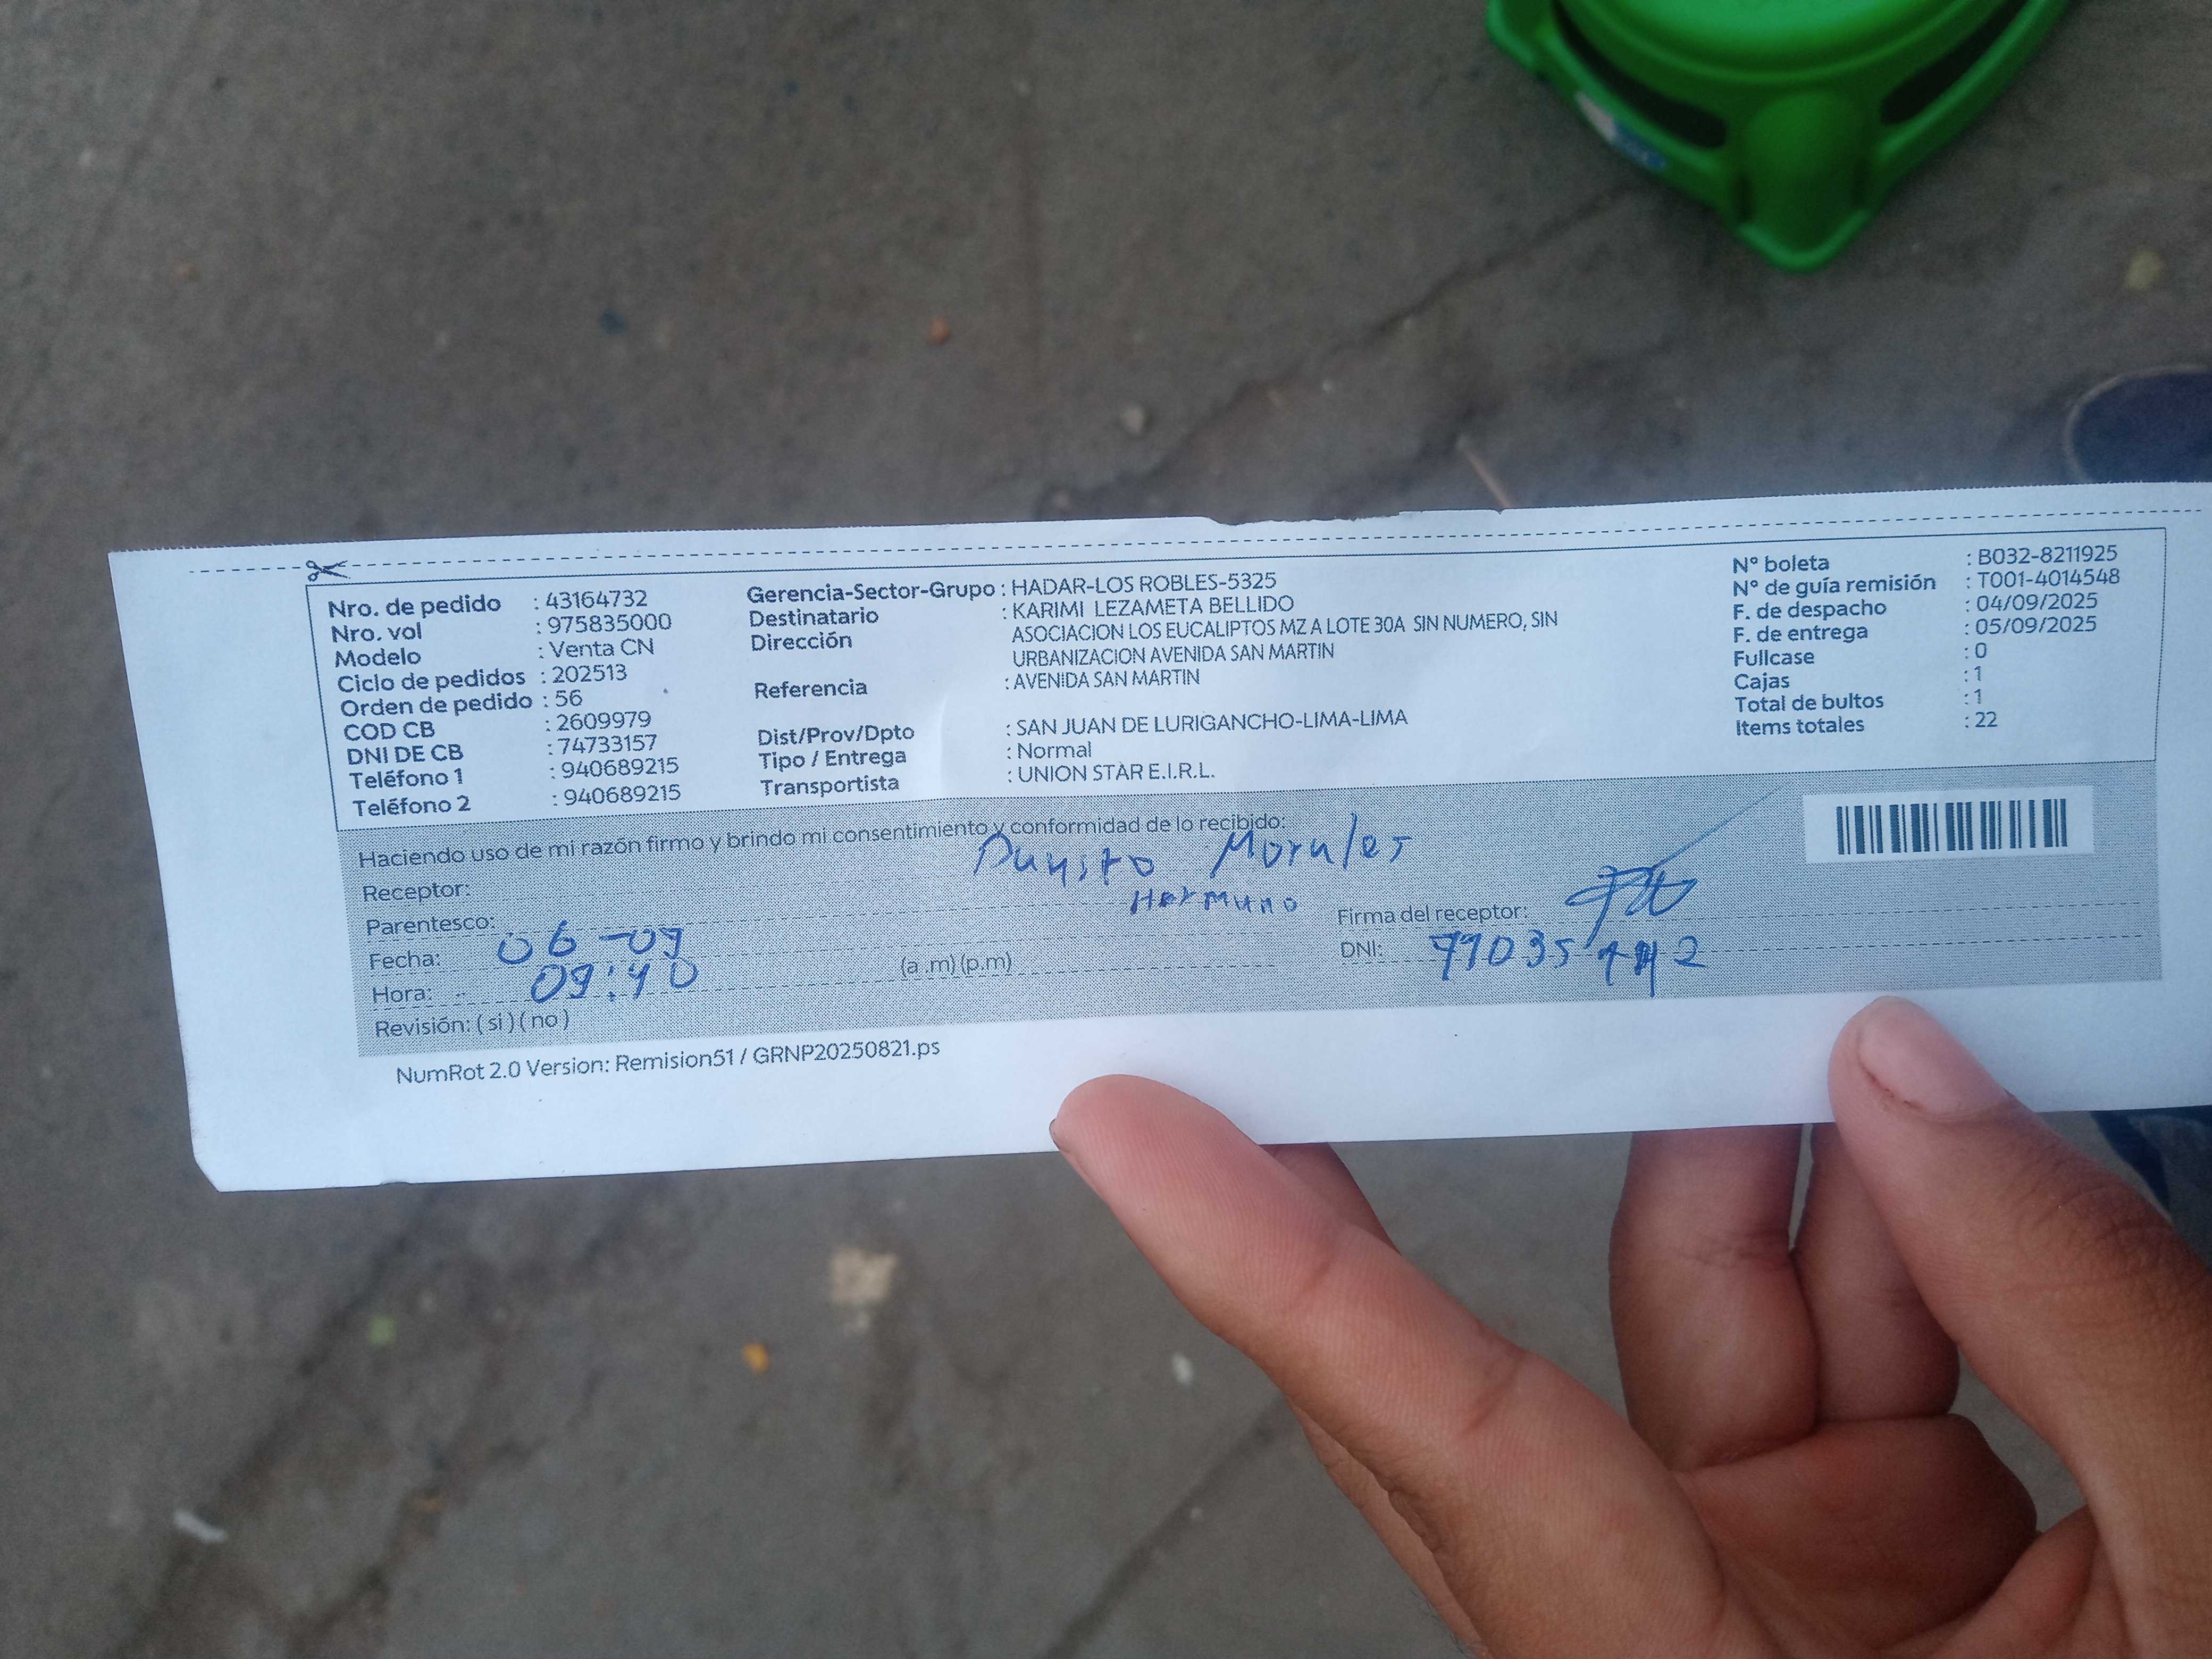 Nro. de pedido : 43164732
Nro. vol : 975835000
Modelo : Venta CN
Ciclo de pedidos : 202513
Orden de pedido : 56
COD CB : 2609979
DNI DE CB : 74733157
Teléfono 1 : 940689215
Teléfono 2 : 940689215
Gerencia-Sector-Grupo : HADAR-LOS ROBLES-5325
Destinatario : KARIMI LEZAMETA BELLIDO
Dirección ASOCIACION LOS EUCALIPTOS MZ A LOTE 30A SIN NUMERO, SIN
URBANIZACION AVENIDA SAN MARTIN
Referencia : AVENIDA SAN MARTIN
Dist/Prov/Dpto : SAN JUAN DE LURIGANCHO-LIMA-LIMA
Tipo / Entrega : Normal
Transportista : UNION STAR E.I.R.L.
N° boleta : B032-8211925
N° de guía remisión : T001-4014548
F. de despacho : 04/09/2025
F. de entrega : 05/09/2025
Fullcase : 0
Cajas : 1
Total de bultos : 1
Items totales : 22
Haciendo uso de mi razón firmo y brindo mi consentimiento y conformidad de lo recibido:
Receptor: Morales
Parentesco: Hermano
Firma del receptor:
Fecha: 06-09
DNI:
Hora: 09:40 (a.m) (p.m)
Revisión: ( si ) ( no )
NumRot 2.0 Version: Remision51 / GRNP20250821.ps